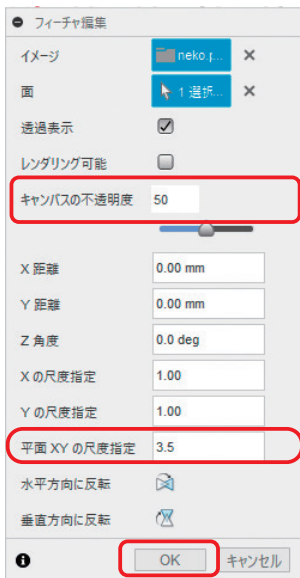 フィーチャ編集
イメージ neko.p...
面 1 選択...
透過表示
レンダリング可能
キャンバスの不透明度 50
X 距離 0.00 mm
Y 距離 0.00 mm
Z 角度 0.0 deg
X の尺度指定 1.00
Y の尺度指定 1.00
平面 XY の尺度指定 3.5
水平方向に反転
垂直方向に反転
OK キャンセル